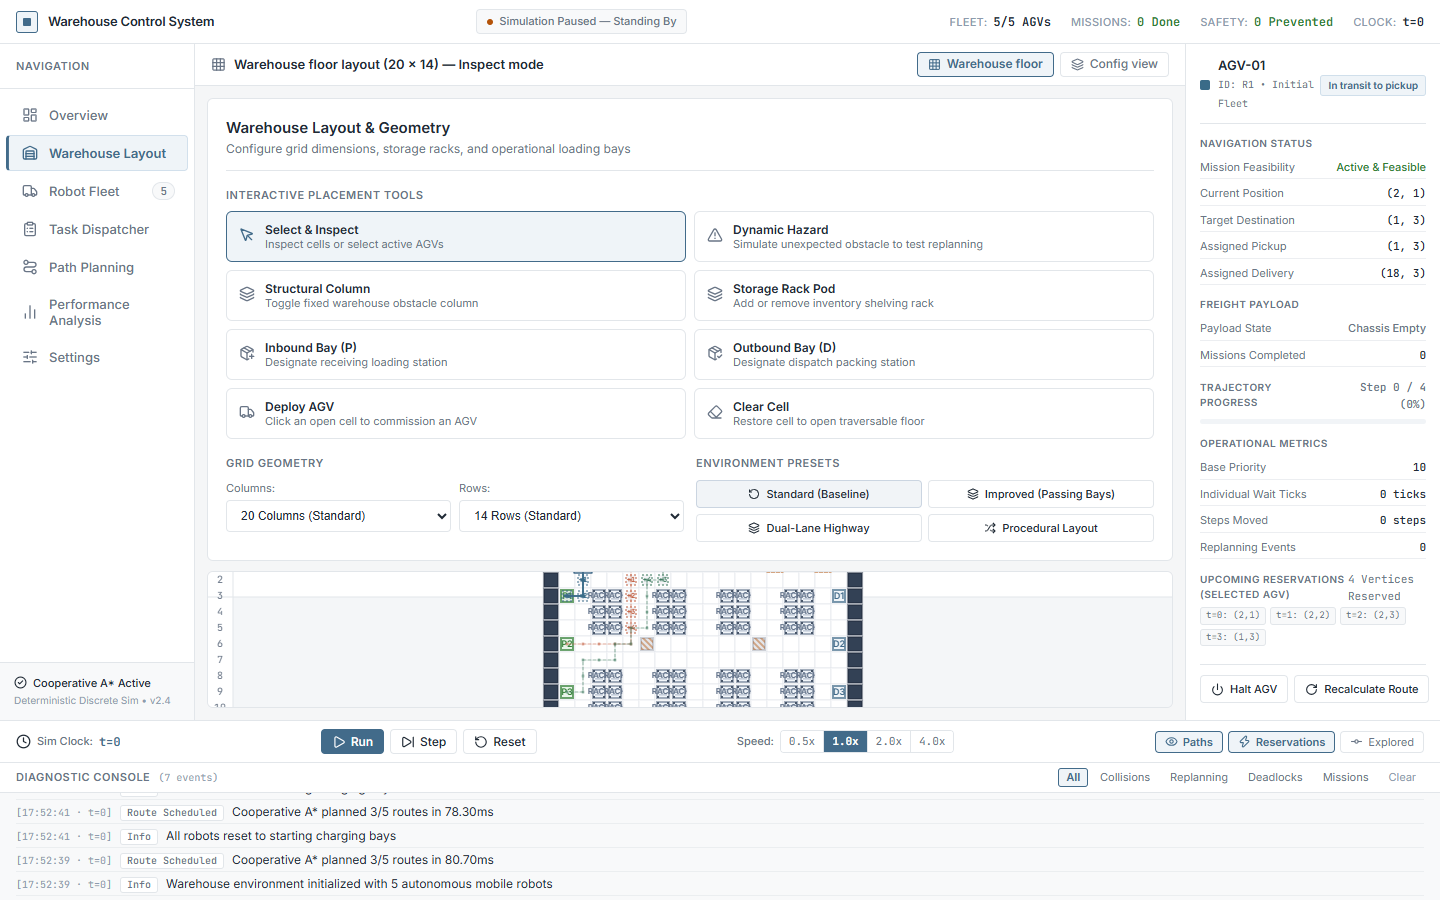 Warehouse Control System
Simulation Paused — Standing By
FLEET: 5/5 AGVs
MISSIONS: 0 Done
SAFETY: 0 Prevented
CLOCK: t=0
NAVIGATION
Overview
Warehouse Layout
Robot Fleet
5
Task Dispatcher
Path Planning
Performance
Analysis
Settings
Cooperative A* Active
Deterministic Discrete Sim • v2.4
Warehouse floor layout (20 × 14) — Inspect mode
Warehouse floor
Config view
Warehouse Layout & Geometry
Configure grid dimensions, storage racks, and operational loading bays
INTERACTIVE PLACEMENT TOOLS
Select & Inspect
Inspect cells or select active AGVs
Dynamic Hazard
Simulate unexpected obstacle to test replanning
Structural Column
Toggle fixed warehouse obstacle column
Storage Rack Pod
Add or remove inventory shelving rack
Inbound Bay (P)
Designate receiving loading station
Outbound Bay (D)
Designate dispatch packing station
Deploy AGV
Click an open cell to commission an AGV
Clear Cell
Restore cell to open traversable floor
GRID GEOMETRY
Columns:
20 Columns (Standard)
Rows:
14 Rows (Standard)
ENVIRONMENT PRESETS
Standard (Baseline)
Improved (Passing Bays)
Dual-Lane Highway
Procedural Layout
2
3
D1
4
5
6
P2
D2
7
8
9
P3
D3
AGV-01
ID: R1 • Initial
Fleet
In transit to pickup
NAVIGATION STATUS
Mission Feasibility
Active & Feasible
Current Position
(2, 1)
Target Destination
(1, 3)
Assigned Pickup
(1, 3)
Assigned Delivery
(18, 3)
FREIGHT PAYLOAD
Payload State
Chassis Empty
Missions Completed
0
TRAJECTORY
PROGRESS
Step 0 / 4
(0%)
OPERATIONAL METRICS
Base Priority
10
Individual Wait Ticks
0 ticks
Steps Moved
0 steps
Replanning Events
0
UPCOMING RESERVATIONS
(SELECTED AGV)
4 Vertices
Reserved
t=0: (2,1)
t=1: (2,2)
t=2: (2,3)
t=3: (1,3)
Halt AGV
Recalculate Route
Sim Clock: t=0
Run
Step
Reset
Speed:
0.5x
1.0x
2.0x
4.0x
Paths
Reservations
Explored
DIAGNOSTIC CONSOLE (7 events)
All
Collisions
Replanning
Deadlocks
Missions
Clear
[17:52:41 · t=0] Route Scheduled Cooperative A* planned 3/5 routes in 78.30ms
[17:52:41 · t=0] Info All robots reset to starting charging bays
[17:52:39 · t=0] Route Scheduled Cooperative A* planned 3/5 routes in 80.70ms
[17:52:39 · t=0] Info Warehouse environment initialized with 5 autonomous mobile robots